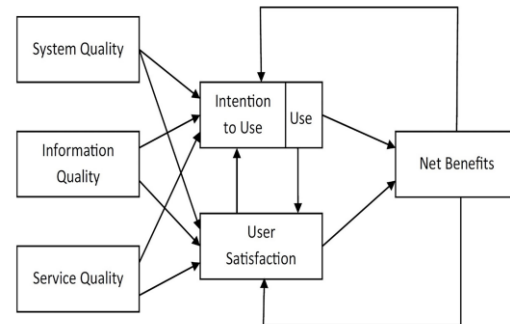 System Quality
Information
Quality
Service Quality
Intention
to Use
Use
User
Satisfaction
Net Benefits